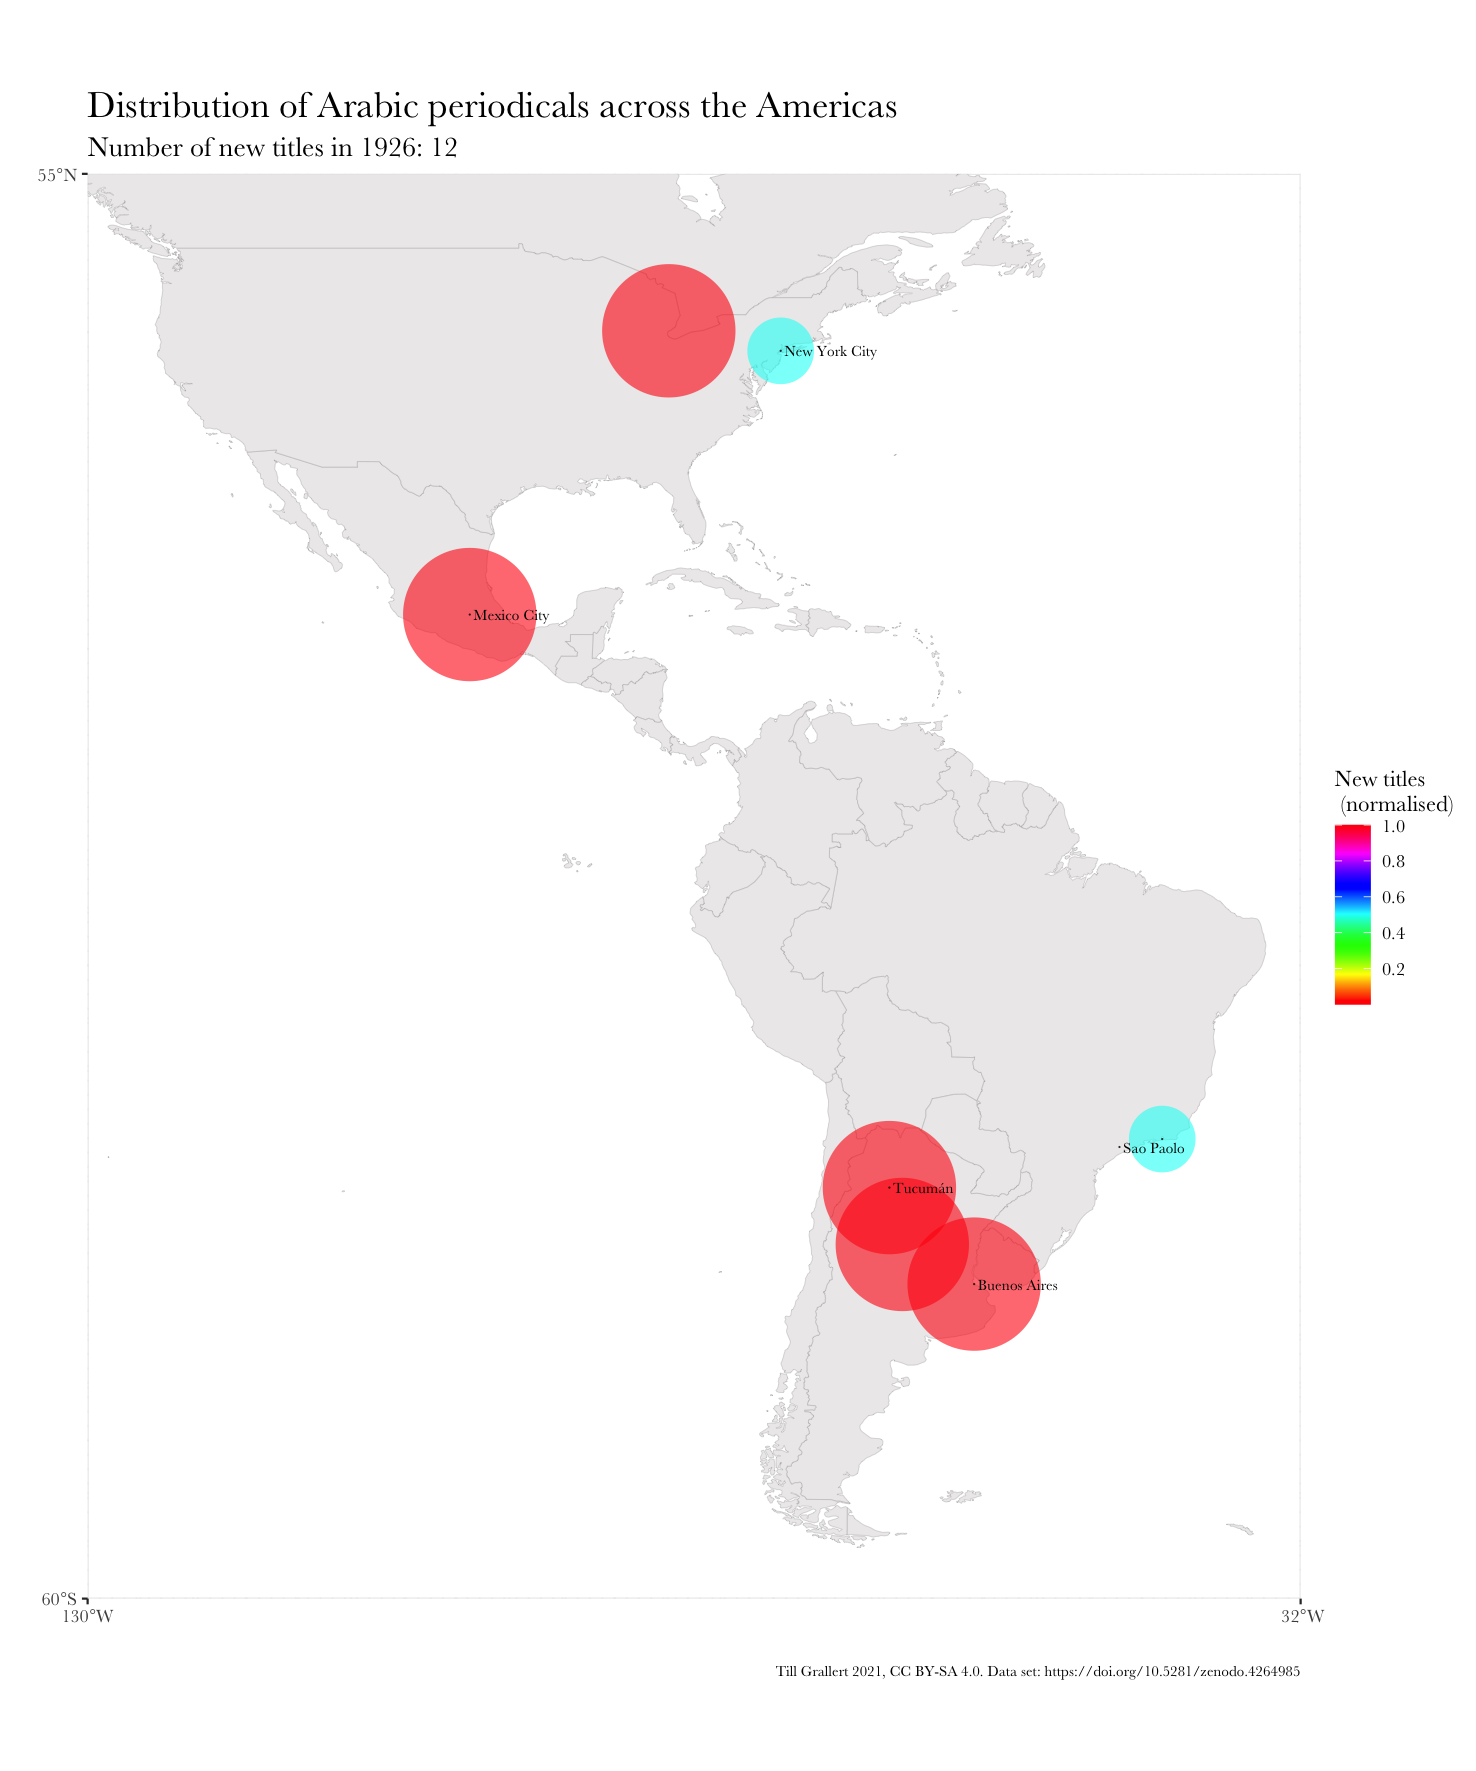 Distribution of Arabic periodicals across the Americas
Number of new titles in 1926: 12
55°N
New York City
Mexico City
New titles
(normalised)
1.0
0.8
0.6
0.4
0.2
Sao Paolo
Tucumán
Buenos Aires
60°S
130°W
32°W
Till Grallert 2021, CC BY-SA 4.0. Data set: https://doi.org/10.5281/zenodo.4264985